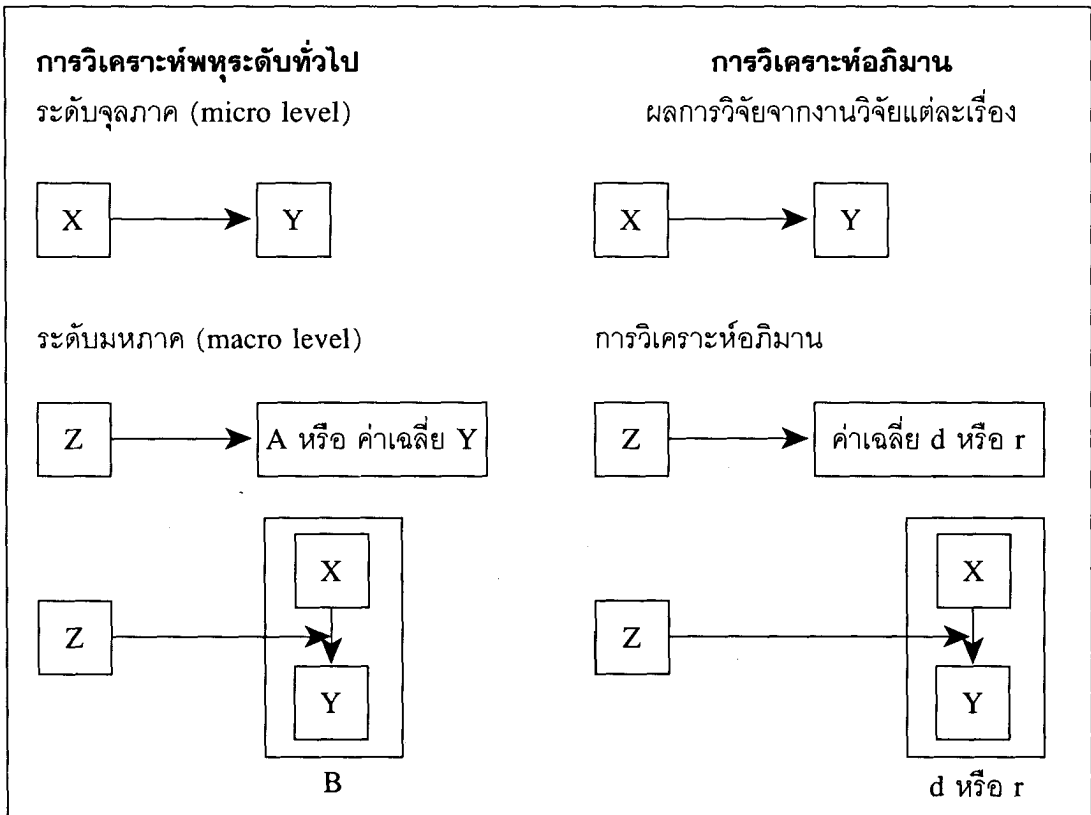 การวิเคราะห์พหุระดับทั่วไป
ระดับจุลภาค (micro level)
X
Y
ระดับมหภาค (macro level)
Z
A หรือ ค่าเฉลี่ย Y
Z
X
Y
B
การวิเคราะห์อภิมาน
ผลการวิจัยจากงานวิจัยแต่ละเรื่อง
X
Y
การวิเคราะห์อภิมาน
Z
ค่าเฉลี่ย d หรือ r
Z
X
Y
d หรือ r